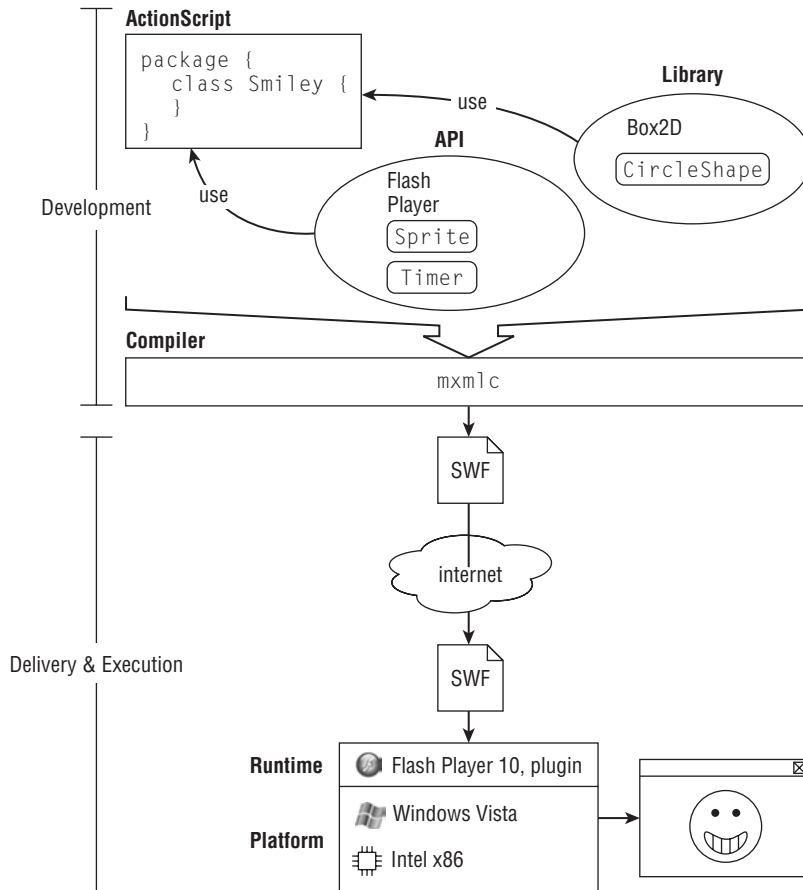 ActionScript
package {
class Smiley {
}
}
use
Library
Box2D
CircleShape
API
use
Flash
Player
Sprite
Timer
Development
Compiler
mxmlc
SWF
internet
Delivery & Execution
SWF
Runtime
Flash Player 10, plugin
Windows Vista
Platform
Intel x86